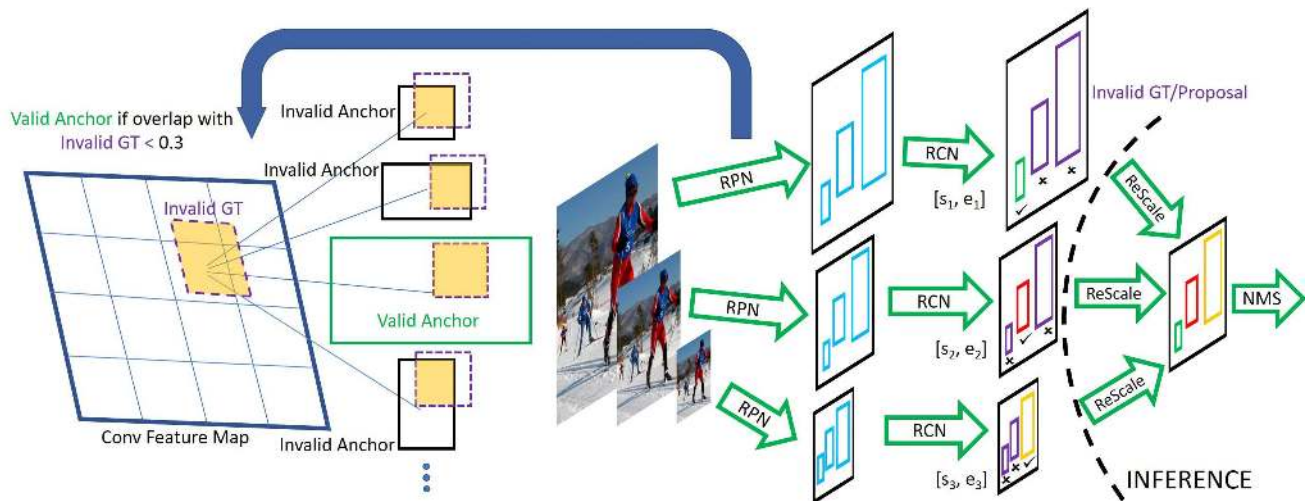 Valid Anchor if overlap with
Invalid GT < 0.3
Invalid GT
Conv Feature Map
Invalid Anchor
Invalid Anchor
Valid Anchor
Invalid Anchor
RPN
RPN
RPN
RCN
[s1, e1]
RCN
[s2, e2]
RCN
[s3, e3]
Invalid GT/Proposal
ReScale
ReScale
ReScale
NMS
INFERENCE